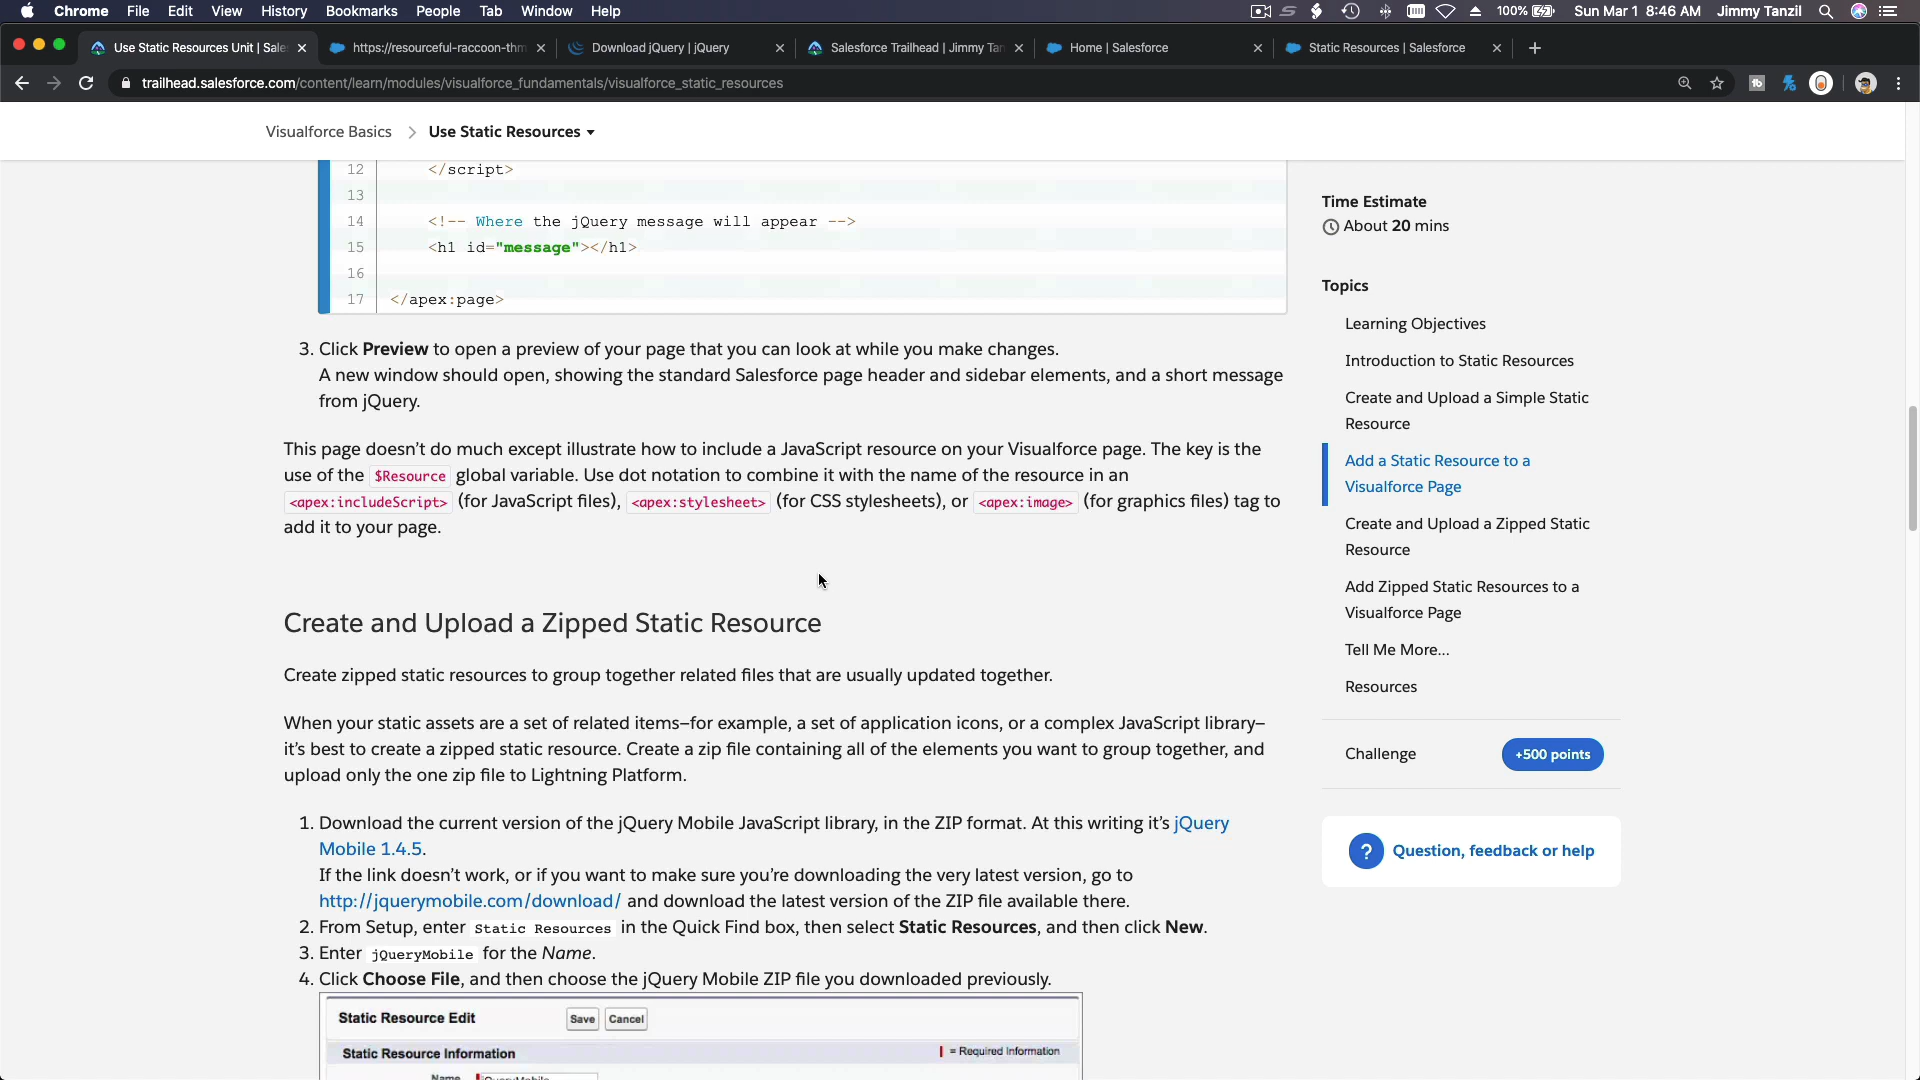 Chrome File Edit View History Bookmarks People Tab Window Help 100% Sun Mar 1 8:46 AM Jimmy Tanzil
Use Static Resources Unit | Sale https://resourceful-raccoon-thm Download jQuery | jQuery Salesforce Trailhead | Jimmy Tan Home | Salesforce Static Resources | Salesforce
trailhead.salesforce.com/content/learn/modules/visualforce_fundamentals/visualforce_static_resources
Visualforce Basics > Use Static Resources
12 </script>
13
14 <!-- Where the jQuery message will appear -->
15 <h1 id="message"></h1>
16
17 </apex:page>
3. Click Preview to open a preview of your page that you can look at while you make changes.
A new window should open, showing the standard Salesforce page header and sidebar elements, and a short message
from jQuery.
This page doesn't do much except illustrate how to include a JavaScript resource on your Visualforce page. The key is the
use of the $Resource global variable. Use dot notation to combine it with the name of the resource in an
<apex:includeScript> (for JavaScript files), <apex:stylesheet> (for CSS stylesheets), or <apex:image> (for graphics files) tag to
add it to your page.
Create and Upload a Zipped Static Resource
Create zipped static resources to group together related files that are usually updated together.
When your static assets are a set of related items–for example, a set of application icons, or a complex JavaScript library–
it's best to create a zipped static resource. Create a zip file containing all of the elements you want to group together, and
upload only the one zip file to Lightning Platform.
1. Download the current version of the jQuery Mobile JavaScript library, in the ZIP format. At this writing it's jQuery
Mobile 1.4.5.
If the link doesn't work, or if you want to make sure you're downloading the very latest version, go to
http://jquerymobile.com/download/ and download the latest version of the ZIP file available there.
2. From Setup, enter Static Resources in the Quick Find box, then select Static Resources, and then click New.
3. Enter jQueryMobile for the Name.
4. Click Choose File, and then choose the jQuery Mobile ZIP file you downloaded previously.
Static Resource Edit Save Cancel
Static Resource Information = Required Information
Name jQueryMobile
Time Estimate
About 20 mins
Topics
Learning Objectives
Introduction to Static Resources
Create and Upload a Simple Static
Resource
Add a Static Resource to a
Visualforce Page
Create and Upload a Zipped Static
Resource
Add Zipped Static Resources to a
Visualforce Page
Tell Me More...
Resources
Challenge +500 points
? Question, feedback or help